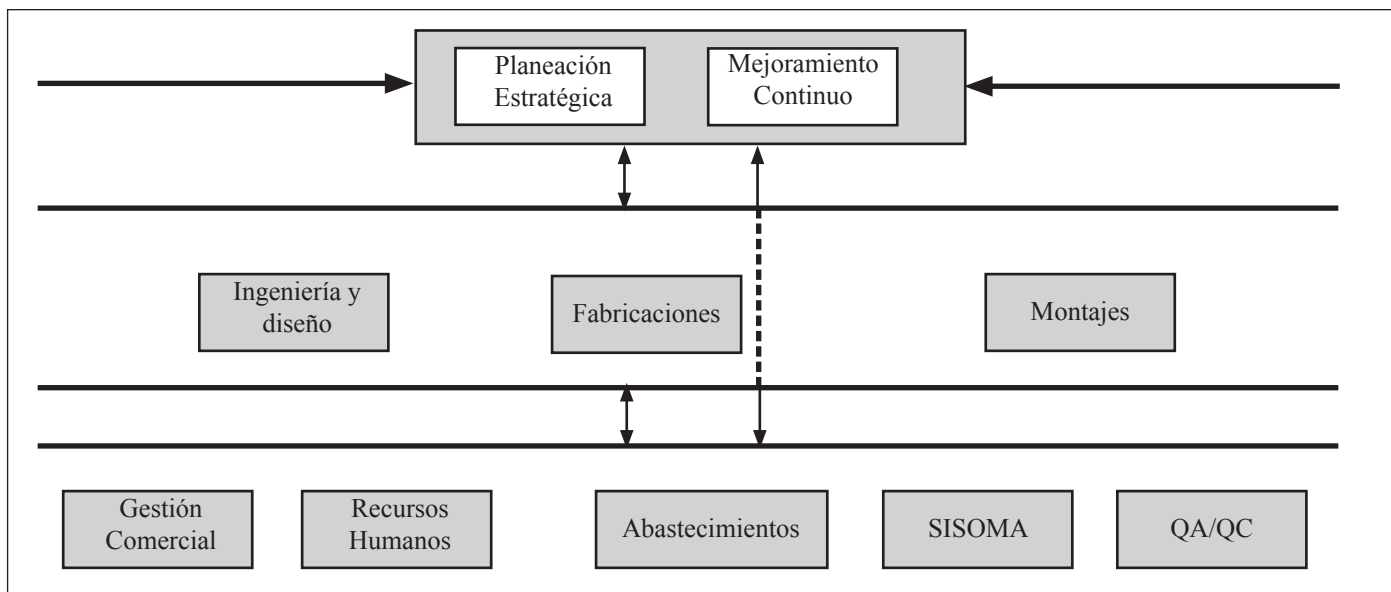 Planeación
Estratégica
Mejoramiento
Continuo
Ingeniería y
diseño
Fabricaciones
Montajes
Gestión
Comercial
Recursos
Humanos
Abastecimientos
SISOMA
QA/QC